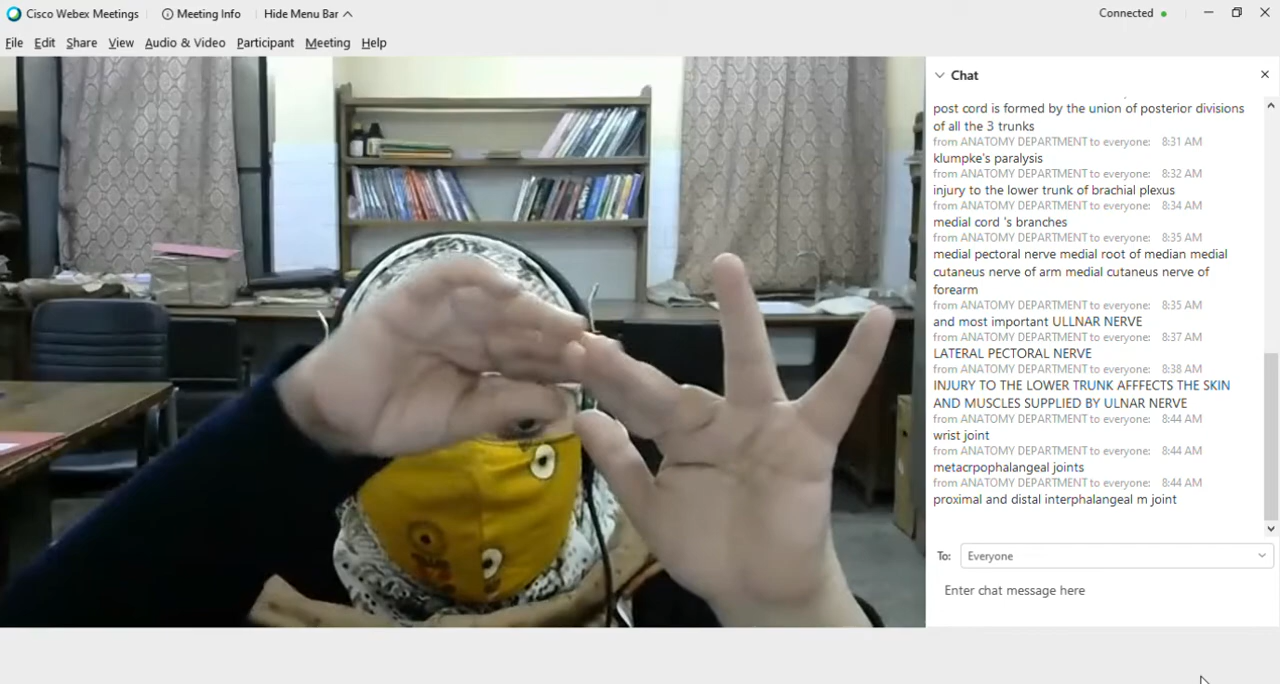 Cisco Webex Meetings
Meeting Info
Hide Menu Bar
Connected
File Edit Share View Audio & Video Participant Meeting Help
Chat
post cord is formed by the union of posterior divisions
of all the 3 trunks
from ANATOMY DEPARTMENT to everyone: 8:31 AM
klumpke's paralysis
from ANATOMY DEPARTMENT to everyone: 8:32 AM
injury to the lower trunk of brachial plexus
from ANATOMY DEPARTMENT to everyone: 8:34 AM
medial cord 's branches
from ANATOMY DEPARTMENT to everyone: 8:35 AM
medial pectoral nerve medial root of median medial
cutaneus nerve of arm medial cutaneus nerve of
forearm
from ANATOMY DEPARTMENT to everyone: 8:35 AM
and most important ULLNAR NERVE
from ANATOMY DEPARTMENT to everyone: 8:37 AM
LATERAL PECTORAL NERVE
from ANATOMY DEPARTMENT to everyone: 8:38 AM
INJURY TO THE LOWER TRUNK AFFFECTS THE SKIN
AND MUSCLES SUPPLIED BY ULNAR NERVE
from ANATOMY DEPARTMENT to everyone: 8:44 AM
wrist joint
from ANATOMY DEPARTMENT to everyone: 8:44 AM
metacrpophalangeal joints
from ANATOMY DEPARTMENT to everyone: 8:44 AM
proximal and distal interphalangeal m joint
To: Everyone
Enter chat message here